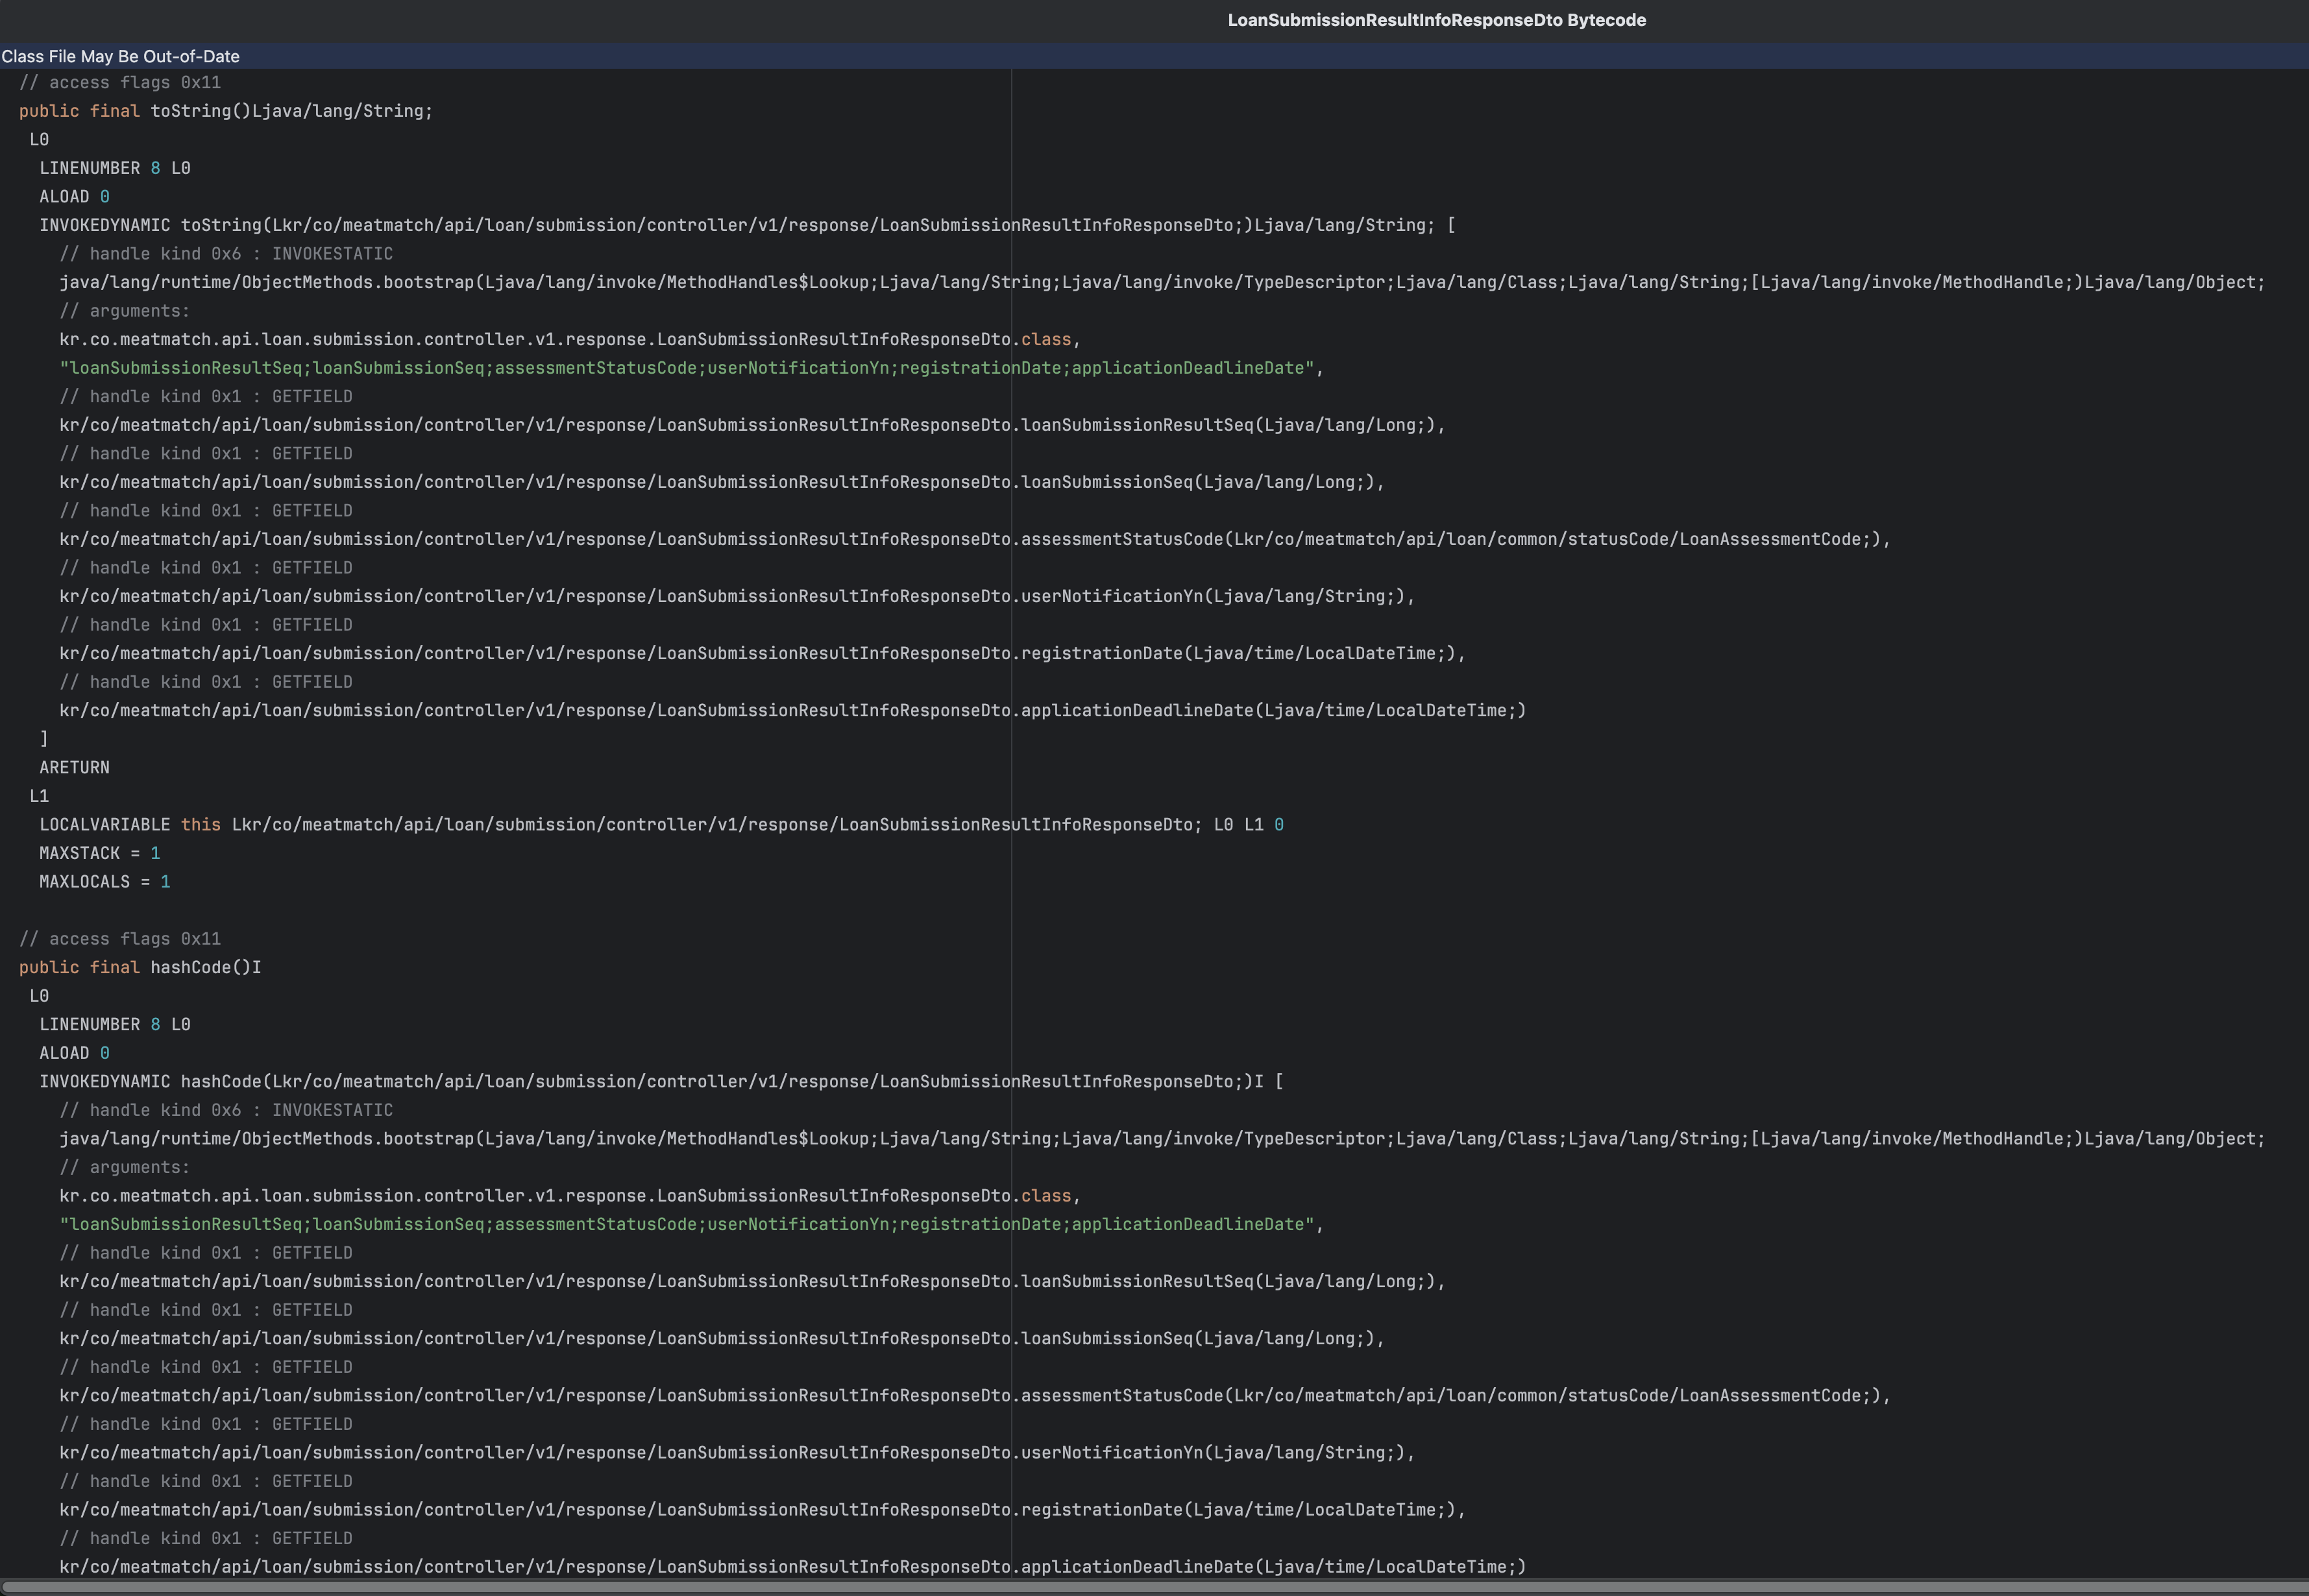 LoanSubmissionResultInfoResponseDto Bytecode
Class File May Be Out-of-Date
// access flags 0x11
public final toString()Ljava/lang/String;
L0
LINENUMBER 8 L0
ALOAD 0
INVOKEDYNAMIC toString(Lkr/co/meatmatch/api/loan/submission/controller/v1/response/LoanSubmissionResultInfoResponseDto;)Ljava/lang/String; [
// handle kind 0x6 : INVOKESTATIC
java/lang/runtime/ObjectMethods.bootstrap(Ljava/lang/invoke/MethodHandles$Lookup;Ljava/lang/String;Ljava/lang/invoke/TypeDescriptor;Ljava/lang/Class;Ljava/lang/String;[Ljava/lang/invoke/MethodHandle;)Ljava/lang/Object;
// arguments:
kr.co.meatmatch.api.loan.submission.controller.v1.response.LoanSubmissionResultInfoResponseDto.class,
"loanSubmissionResultSeq;loanSubmissionSeq;assessmentStatusCode;userNotificationYn;registrationDate;applicationDeadlineDate",
// handle kind 0x1 : GETFIELD
kr/co/meatmatch/api/loan/submission/controller/v1/response/LoanSubmissionResultInfoResponseDto.loanSubmissionResultSeq(Ljava/lang/Long;),
// handle kind 0x1 : GETFIELD
kr/co/meatmatch/api/loan/submission/controller/v1/response/LoanSubmissionResultInfoResponseDto.loanSubmissionSeq(Ljava/lang/Long;),
// handle kind 0x1 : GETFIELD
kr/co/meatmatch/api/loan/submission/controller/v1/response/LoanSubmissionResultInfoResponseDto.assessmentStatusCode(Lkr/co/meatmatch/api/loan/common/statusCode/LoanAssessmentCode;),
// handle kind 0x1 : GETFIELD
kr/co/meatmatch/api/loan/submission/controller/v1/response/LoanSubmissionResultInfoResponseDto.userNotificationYn(Ljava/lang/String;),
// handle kind 0x1 : GETFIELD
kr/co/meatmatch/api/loan/submission/controller/v1/response/LoanSubmissionResultInfoResponseDto.registrationDate(Ljava/time/LocalDateTime;),
// handle kind 0x1 : GETFIELD
kr/co/meatmatch/api/loan/submission/controller/v1/response/LoanSubmissionResultInfoResponseDto.applicationDeadlineDate(Ljava/time/LocalDateTime;)
]
ARETURN
L1
LOCALVARIABLE this Lkr/co/meatmatch/api/loan/submission/controller/v1/response/LoanSubmissionResultInfoResponseDto; L0 L1 0
MAXSTACK = 1
MAXLOCALS = 1
// access flags 0x11
public final hashCode()I
L0
LINENUMBER 8 L0
ALOAD 0
INVOKEDYNAMIC hashCode(Lkr/co/meatmatch/api/loan/submission/controller/v1/response/LoanSubmissionResultInfoResponseDto;)I [
// handle kind 0x6 : INVOKESTATIC
java/lang/runtime/ObjectMethods.bootstrap(Ljava/lang/invoke/MethodHandles$Lookup;Ljava/lang/String;Ljava/lang/invoke/TypeDescriptor;Ljava/lang/Class;Ljava/lang/String;[Ljava/lang/invoke/MethodHandle;)Ljava/lang/Object;
// arguments:
kr.co.meatmatch.api.loan.submission.controller.v1.response.LoanSubmissionResultInfoResponseDto.class,
"loanSubmissionResultSeq;loanSubmissionSeq;assessmentStatusCode;userNotificationYn;registrationDate;applicationDeadlineDate",
// handle kind 0x1 : GETFIELD
kr/co/meatmatch/api/loan/submission/controller/v1/response/LoanSubmissionResultInfoResponseDto.loanSubmissionResultSeq(Ljava/lang/Long;),
// handle kind 0x1 : GETFIELD
kr/co/meatmatch/api/loan/submission/controller/v1/response/LoanSubmissionResultInfoResponseDto.loanSubmissionSeq(Ljava/lang/Long;),
// handle kind 0x1 : GETFIELD
kr/co/meatmatch/api/loan/submission/controller/v1/response/LoanSubmissionResultInfoResponseDto.assessmentStatusCode(Lkr/co/meatmatch/api/loan/common/statusCode/LoanAssessmentCode;),
// handle kind 0x1 : GETFIELD
kr/co/meatmatch/api/loan/submission/controller/v1/response/LoanSubmissionResultInfoResponseDto.userNotificationYn(Ljava/lang/String;),
// handle kind 0x1 : GETFIELD
kr/co/meatmatch/api/loan/submission/controller/v1/response/LoanSubmissionResultInfoResponseDto.registrationDate(Ljava/time/LocalDateTime;),
// handle kind 0x1 : GETFIELD
kr/co/meatmatch/api/loan/submission/controller/v1/response/LoanSubmissionResultInfoResponseDto.applicationDeadlineDate(Ljava/time/LocalDateTime;)